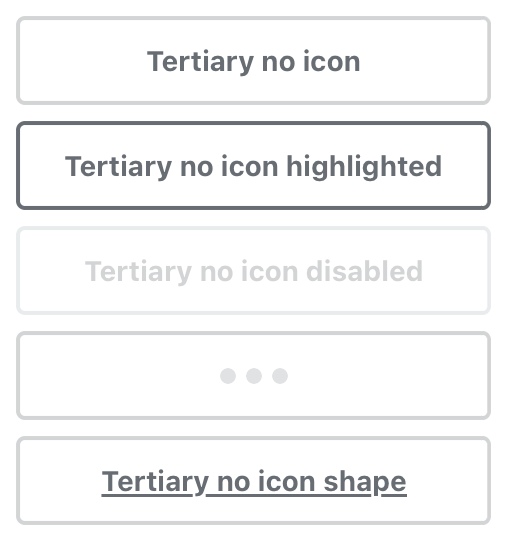 Tertiary no icon
Tertiary no icon highlighted
Tertiary no icon disabled
Tertiary no icon shape